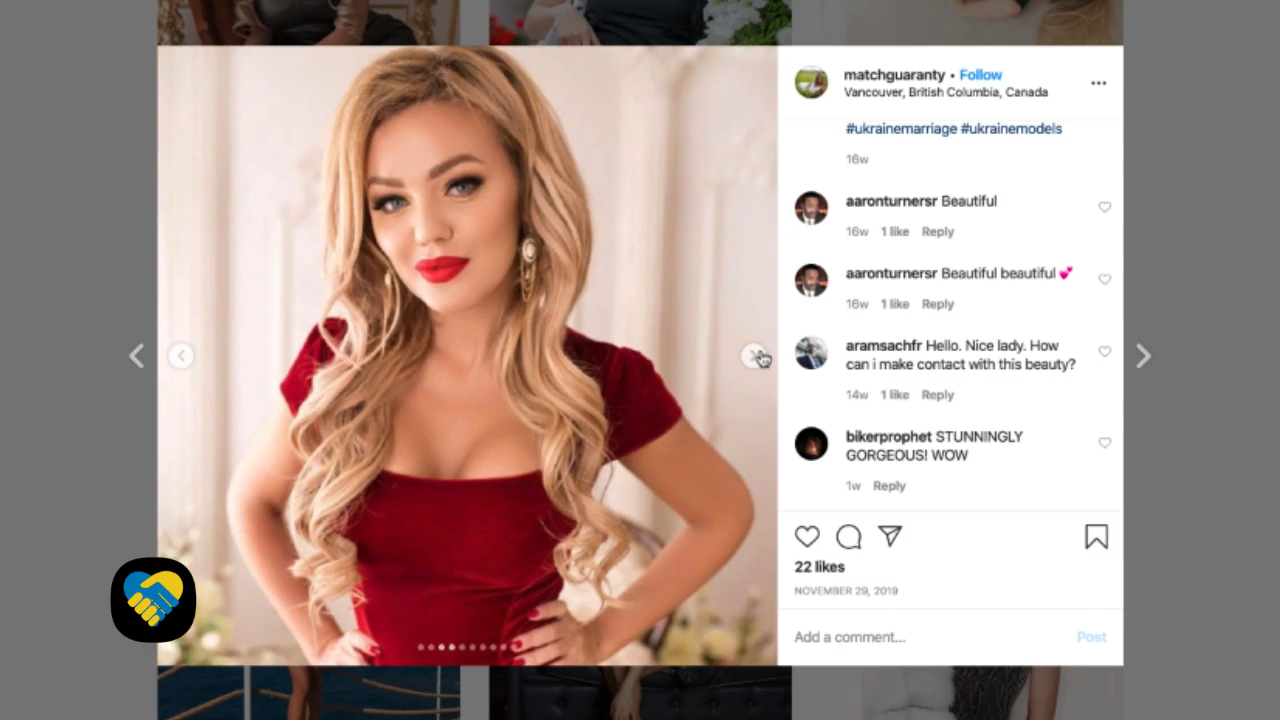 matchguaranty • Follow
Vancouver, British Columbia, Canada
#ukrainemarriage #ukrainemodels
16w
aaronturnersr Beautiful
16w 1 like Reply
aaronturnersr Beautiful beautiful 💕
16w 1 like Reply
aramsachfr Hello. Nice lady. How
can i make contact with this beauty?
14w 1 like Reply
bikerprophet STUNNINGLY
GORGEOUS! WOW
1w Reply
22 likes
NOVEMBER 29, 2019
Add a comment...
Post